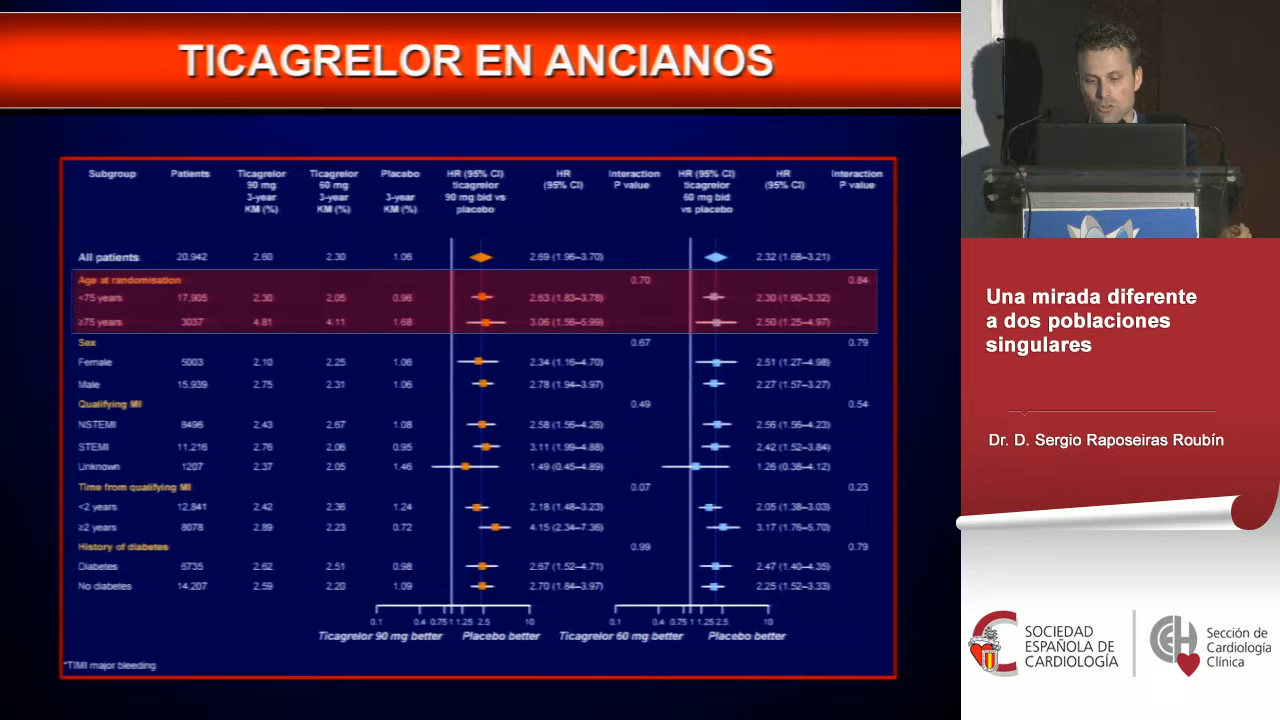 TICAGRELOR EN ANCIANOS
Subgroup Patients Ticagrelor 90 mg 3-year KM (%) Ticagrelor 60 mg 3-year KM (%) Placebo 3-year KM (%) HR (95% CI) ticagrelor 90 mg bid vs placebo HR (95% CI) Interaction P value HR (95% CI) ticagrelor 60 mg bid vs placebo HR (95% CI) Interaction P value
All patients 20.942 2.60 2.30 1.06 2.69 (1.96–3.70) 2.32 (1.68–3.21)
Age at randomisation 0.70 0.84
<75 years 17,905 2.30 2.05 0.96 2.63 (1.83–3.78) 2.30 (1.60–3.32)
≥75 years 3037 4.81 4.11 1.68 3.06 (1.56–5.99) 2.50 (1.25–4.97)
Sex 0.67 0.79
Female 5003 2.10 2.25 1.06 2.34 (1.16–4.70) 2.51 (1.27–4.98)
Male 15,939 2.75 2.31 1.06 2.78 (1.94–3.97) 2.27 (1.57–3.27)
Qualifying MI 0.49 0.54
NSTEMI 8496 2.43 2.67 1.08 2.58 (1.56–4.26) 2.56 (1.56–4.23)
STEMI 11,216 2.76 2.06 0.95 3.11 (1.99–4.88) 2.42 (1.52–3.84)
Unknown 1207 2.37 2.05 1.46 1.49 (0.45–4.89) 1.26 (0.38–4.12)
Time from qualifying MI 0.07 0.23
<2 years 12,841 2.42 2.36 1.24 2.18 (1.48–3.23) 2.05 (1.38–3.03)
≥2 years 8078 2.89 2.23 0.72 4.15 (2.34–7.36) 3.17 (1.76–5.70)
History of diabetes 0.99 0.79
Diabetes 6735 2.62 2.51 0.98 2.67 (1.52–4.71) 2.47 (1.40–4.35)
No diabetes 14,207 2.59 2.20 1.09 2.70 (1.84–3.97) 2.25 (1.52–3.33)
0.1 0.4 0.75 1 1.25 2.5 10 0.1 0.4 0.75 1 1.25 2.5 10
Ticagrelor 90 mg better Placebo better Ticagrelor 60 mg better Placebo better
*TIMI major bleeding
Una mirada diferente
a dos poblaciones
singulares
Dr. D. Sergio Raposeiras Roubín
SOCIEDAD
ESPAÑOLA DE
CARDIOLOGÍA
Sección de
Cardiología
Clínica